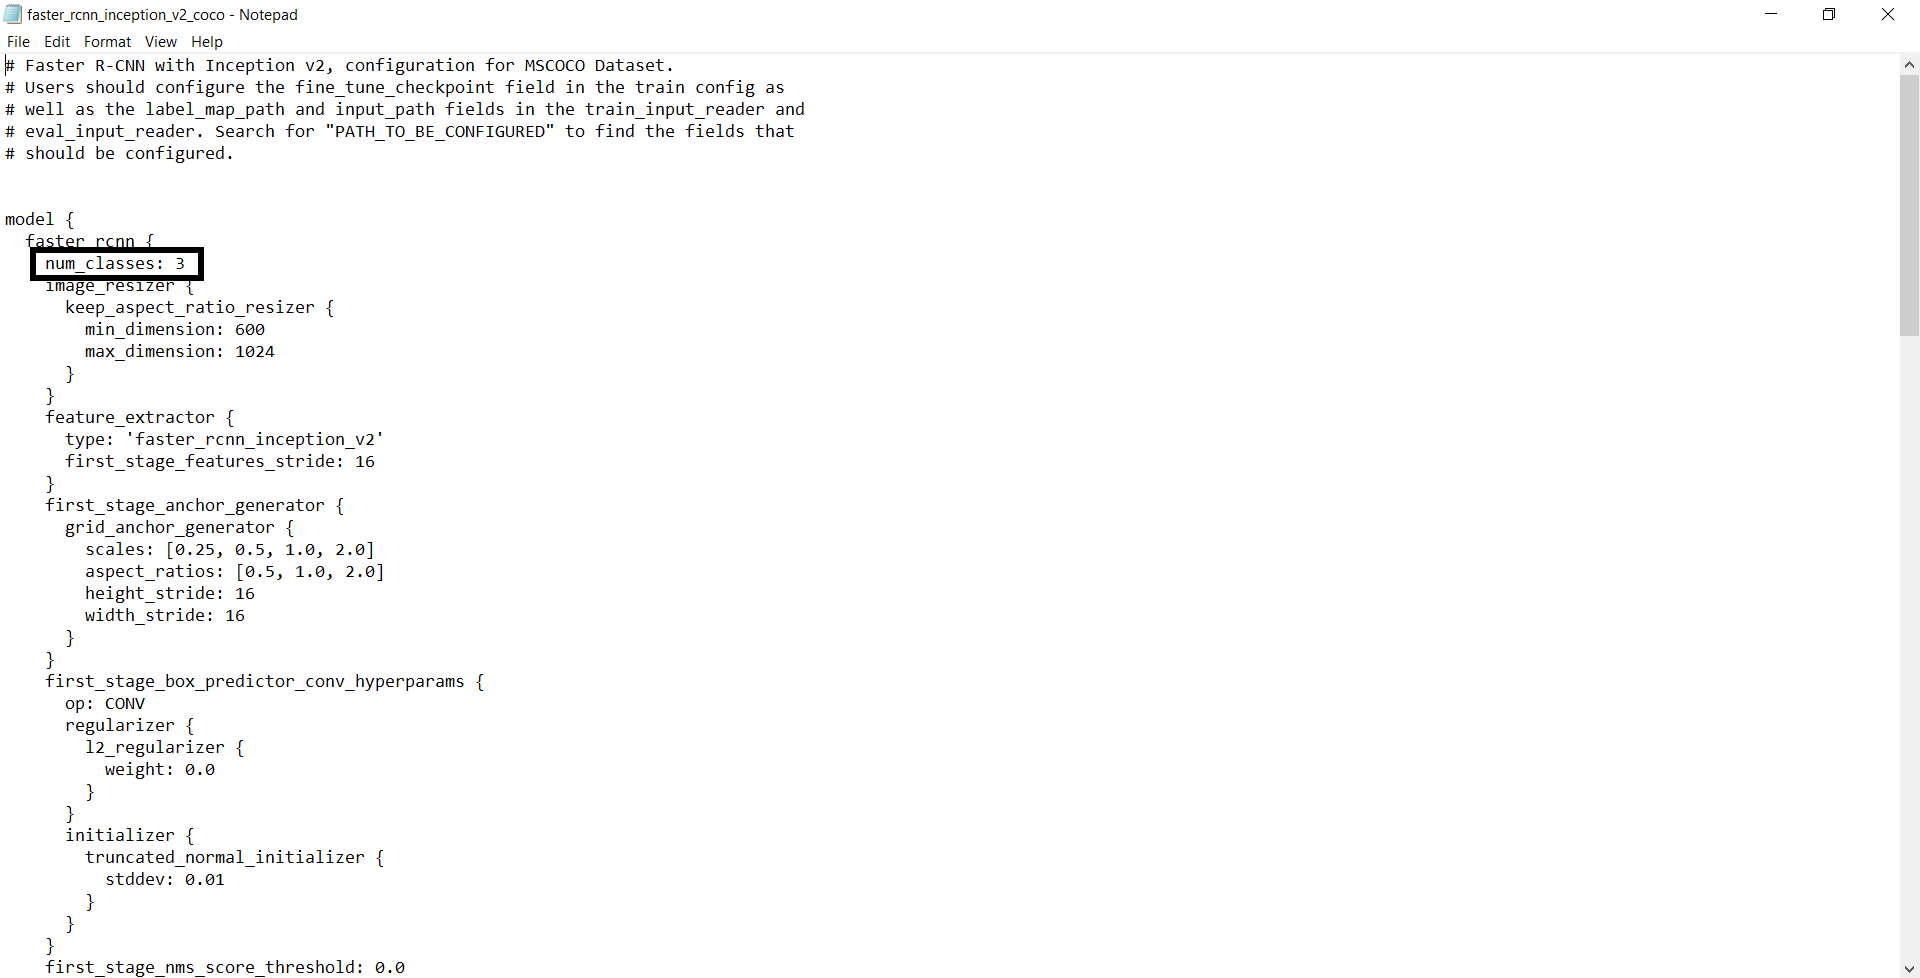 faster_rcnn_inception_v2_coco - Notepad
File Edit Format View Help
# Faster R-CNN with Inception v2, configuration for MSCOCO Dataset.
# Users should configure the fine_tune_checkpoint field in the train config as
# well as the label_map_path and input_path fields in the train_input_reader and
# eval_input_reader. Search for "PATH_TO_BE_CONFIGURED" to find the fields that
# should be configured.
model {
  faster_rcnn {
    num_classes: 3
    image_resizer {
      keep_aspect_ratio_resizer {
        min_dimension: 600
        max_dimension: 1024
      }
    }
    feature_extractor {
      type: 'faster_rcnn_inception_v2'
      first_stage_features_stride: 16
    }
    first_stage_anchor_generator {
      grid_anchor_generator {
        scales: [0.25, 0.5, 1.0, 2.0]
        aspect_ratios: [0.5, 1.0, 2.0]
        height_stride: 16
        width_stride: 16
      }
    }
    first_stage_box_predictor_conv_hyperparams {
      op: CONV
      regularizer {
        l2_regularizer {
          weight: 0.0
        }
      }
      initializer {
        truncated_normal_initializer {
          stddev: 0.01
        }
      }
    }
    first_stage_nms_score_threshold: 0.0